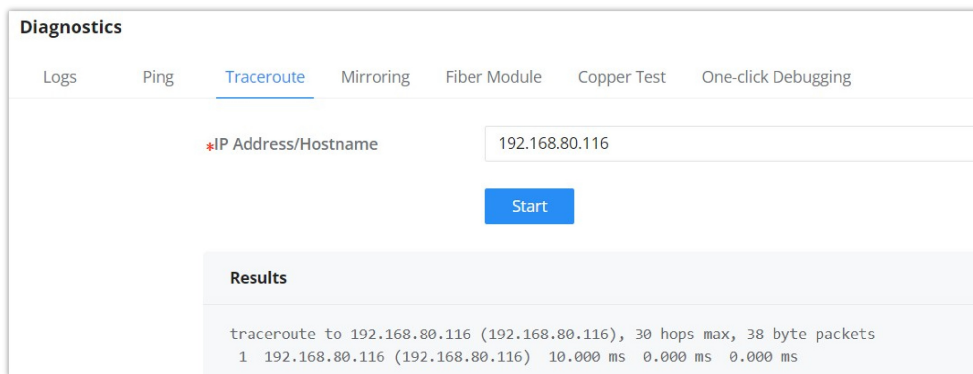 Diagnostics
Logs Ping Traceroute Mirroring Fiber Module Copper Test One-click Debugging
*IP Address/Hostname 192.168.80.116
Start
Results
traceroute to 192.168.80.116 (192.168.80.116), 30 hops max, 38 byte packets
1 192.168.80.116 (192.168.80.116) 10.000 ms 0.000 ms 0.000 ms